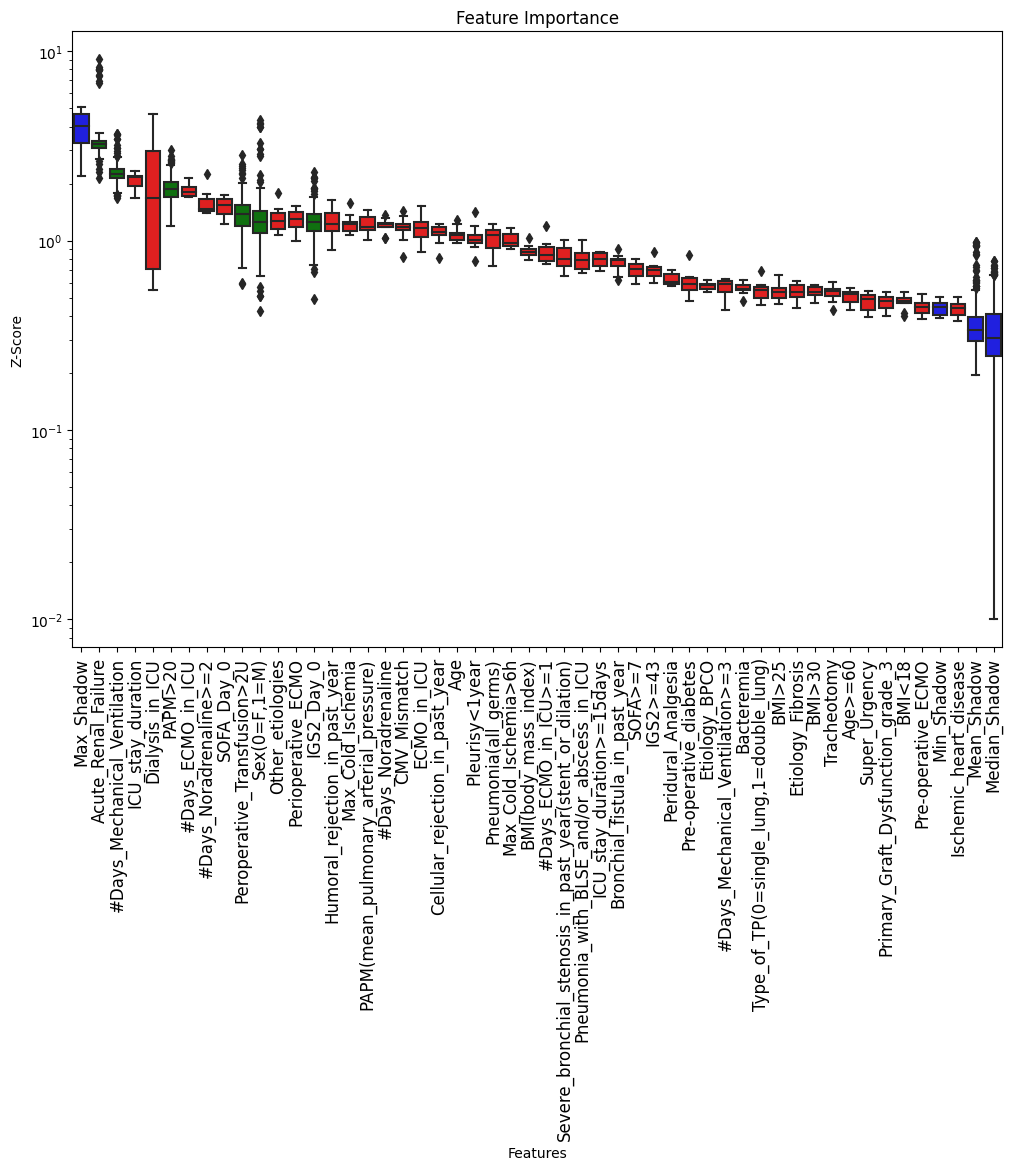 Feature Importance
10^1
10^0
10^-1
10^-2
Z-Score
Max_Shadow
Acute_Renal_Failure
#Days_Mechanical_Ventilation
ICU_stay_duration
Dialysis_in_ICU
PAPM>20
#Days_ECMO_in_ICU
#Days_Noradrenaline>=2
SOFA_Day_0
Peroperative_Transfusion>2U
Sex(0=F,1=M)
Other_etiologies
Perioperative_ECMO
IGS2_Day_0
Humoral_rejection_in_past_year
Max_Cold_Ischemia
PAPM(mean_pulmonary_arterial_pressure)
#Days_Noradrenaline
CMV_Mismatch
ECMO_in_ICU
Cellular_rejection_in_past_year
Age
Pleurisy<1year
Pneumonia(all_germs)
Max_Cold_Ischemia>6h
BMI(body_mass_index)
#Days_ECMO_in_ICU>=1
Severe_bronchial_stenosis_in_past_year(stent_or_dilation)
Pneumonia_with_BLSE_and/or_abscess_in_ICU
ICU_stay_duration>=15days
Bronchial_fistula_in_past_year
SOFA>=7
IGS2>=43
Peridural_Analgesia
Pre-operative_diabetes
Etiology_BPCO
#Days_Mechanical_Ventilation>=3
Bacteremia
Type_of_TP(0=single_lung,1=double_lung)
BMI>25
Etiology_Fibrosis
BMI>30
Tracheotomy
Age>=60
Super_Urgency
Primary_Graft_Dysfunction_grade_3
BMI<18
Pre-operative_ECMO
Min_Shadow
Ischemic_heart_disease
Mean_Shadow
Median_Shadow
Features